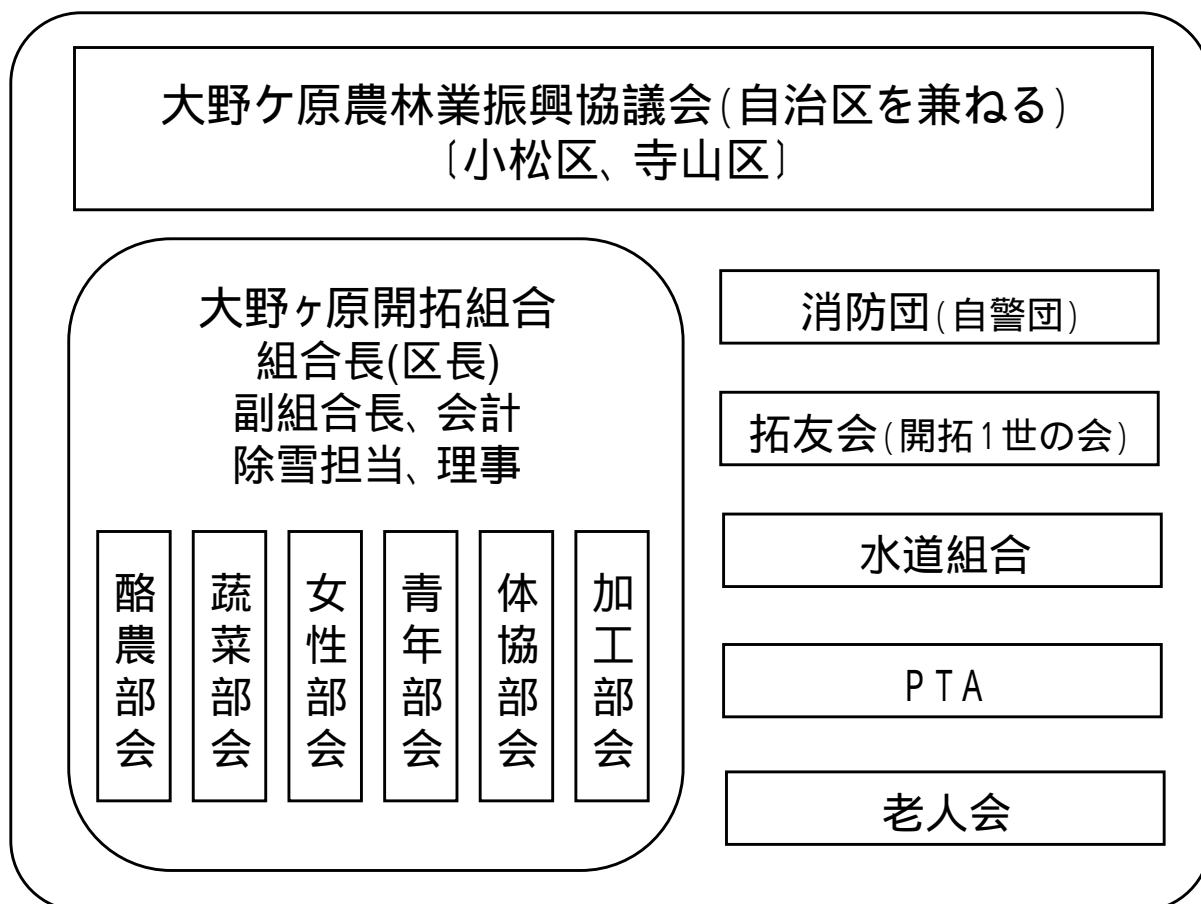 大野ケ原農林業振興協議会(自治区を兼ねる)
〔小松区、寺山区〕
大野ヶ原開拓組合
組合長(区長)
副組合長、会計
除雪担当、理事
酪農部会
蔬菜部会
女性部会
青年部会
体協部会
加工部会
消防団(自警団)
拓友会(開拓1世の会)
水道組合
PTA
老人会